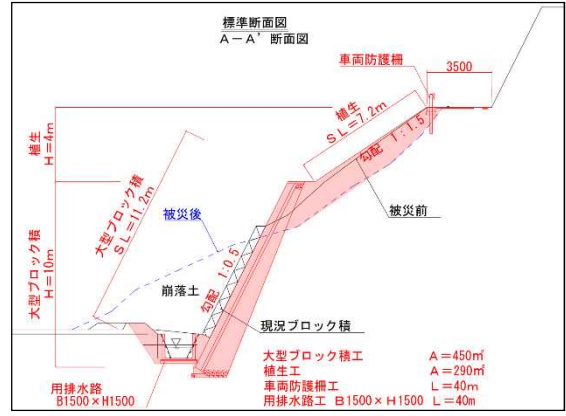 標準断面図
A－A' 断面図
車両防護柵
3500
植生
SL=7.2m
勾配 1:1.5
植生
H=4m
大型ブロック積
SL=11.2m
被災後
被災前
大型ブロック積
H=10m
崩落土
勾配 1:0.5
現況ブロック積
用排水路
B1500×H1500
大型ブロック積工 A=450㎡
植生工 A=290㎡
車両防護柵工 L=40m
用排水路工 B1500×H1500 L=40m